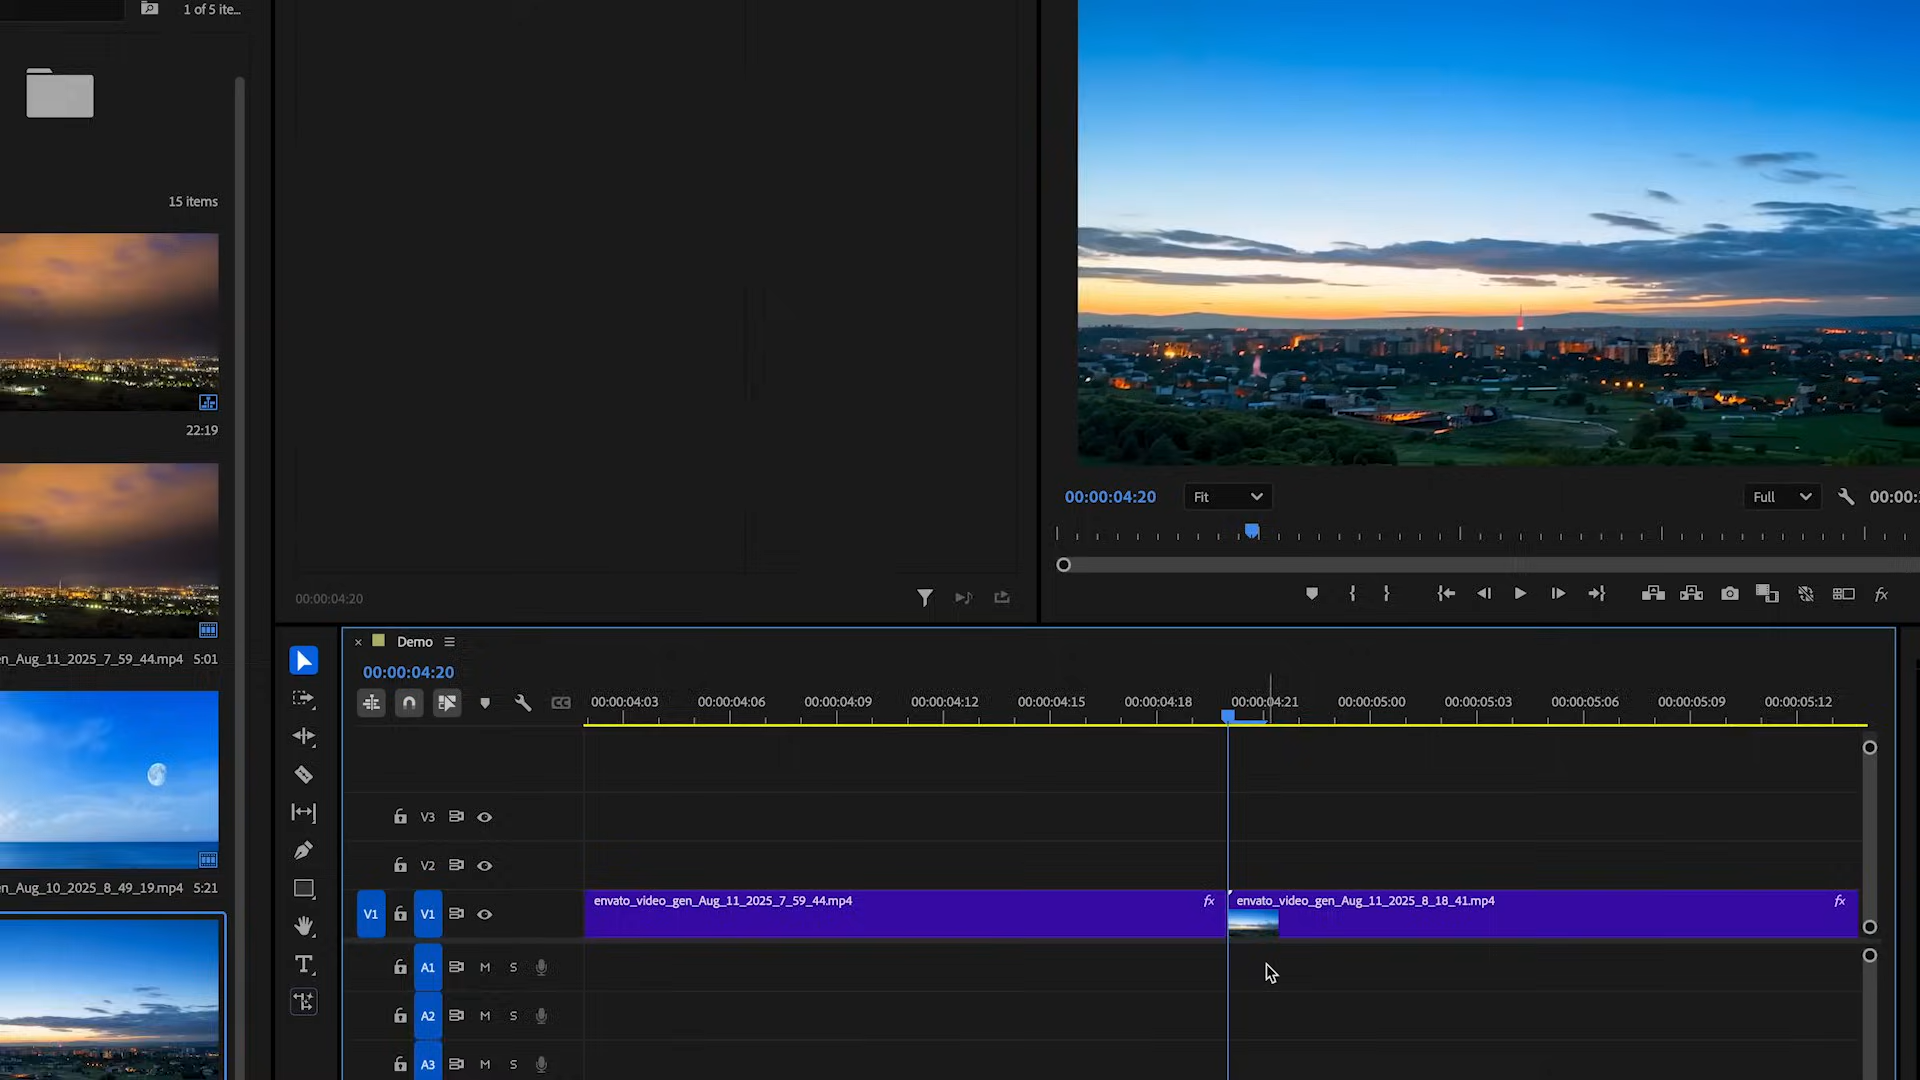 1 of 5 ite...
15 items
22:19
en_Aug_11_2025_7_59_44.mp4 5:01
en_Aug_10_2025_8_49_19.mp4 5:21
00:00:04:20
00:00:04:20
Fit
Full
00:00:
Demo
00:00:04:20
CC
00:00:04:03
00:00:04:06
00:00:04:09
00:00:04:12
00:00:04:15
00:00:04:18
00:00:04:21
00:00:05:00
00:00:05:03
00:00:05:06
00:00:05:09
00:00:05:12
V3
V2
V1 V1
envato_video_gen_Aug_11_2025_7_59_44.mp4 fx
envato_video_gen_Aug_11_2025_8_18_41.mp4 fx
A1 M S
A2 M S
A3 M S
fx
T